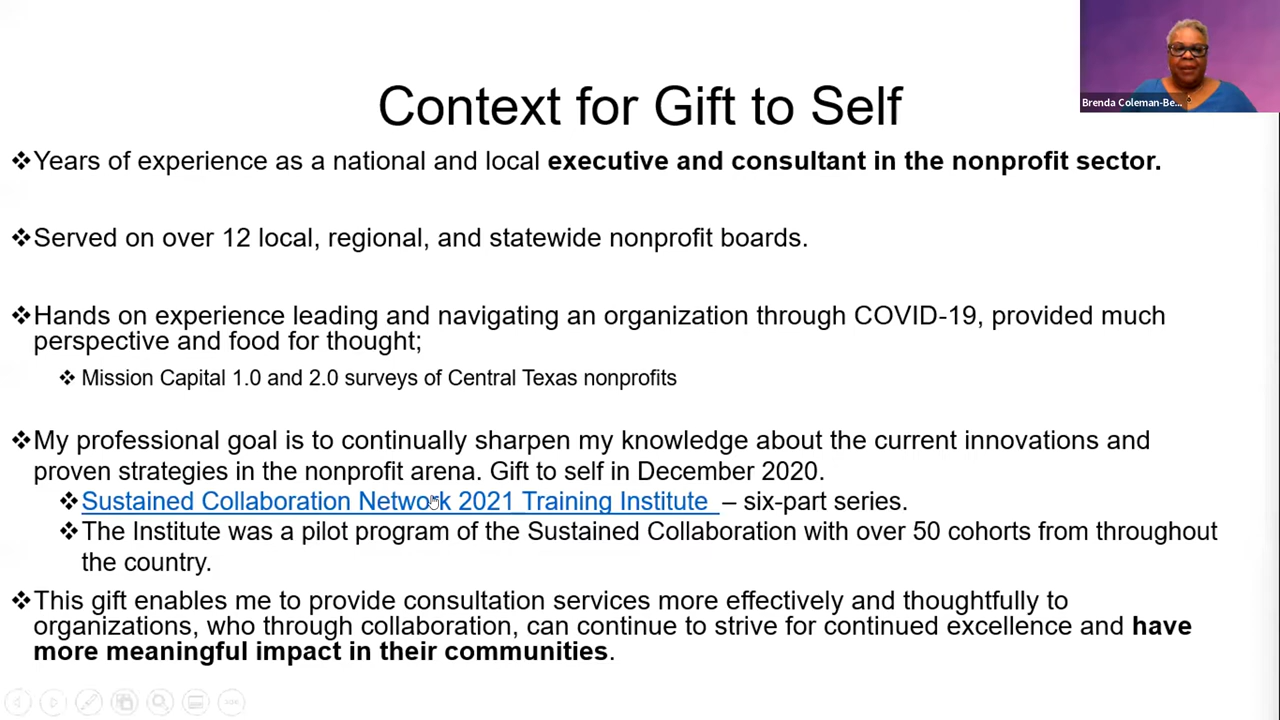 Context for Gift to Self
Brenda Coleman-Be...
❖Years of experience as a national and local executive and consultant in the nonprofit sector.
❖Served on over 12 local, regional, and statewide nonprofit boards.
❖Hands on experience leading and navigating an organization through COVID-19, provided much
perspective and food for thought;
❖ Mission Capital 1.0 and 2.0 surveys of Central Texas nonprofits
❖My professional goal is to continually sharpen my knowledge about the current innovations and
proven strategies in the nonprofit arena. Gift to self in December 2020.
❖Sustained Collaboration Network 2021 Training Institute – six-part series.
❖The Institute was a pilot program of the Sustained Collaboration with over 50 cohorts from throughout
the country.
❖This gift enables me to provide consultation services more effectively and thoughtfully to
organizations, who through collaboration, can continue to strive for continued excellence and have
more meaningful impact in their communities.